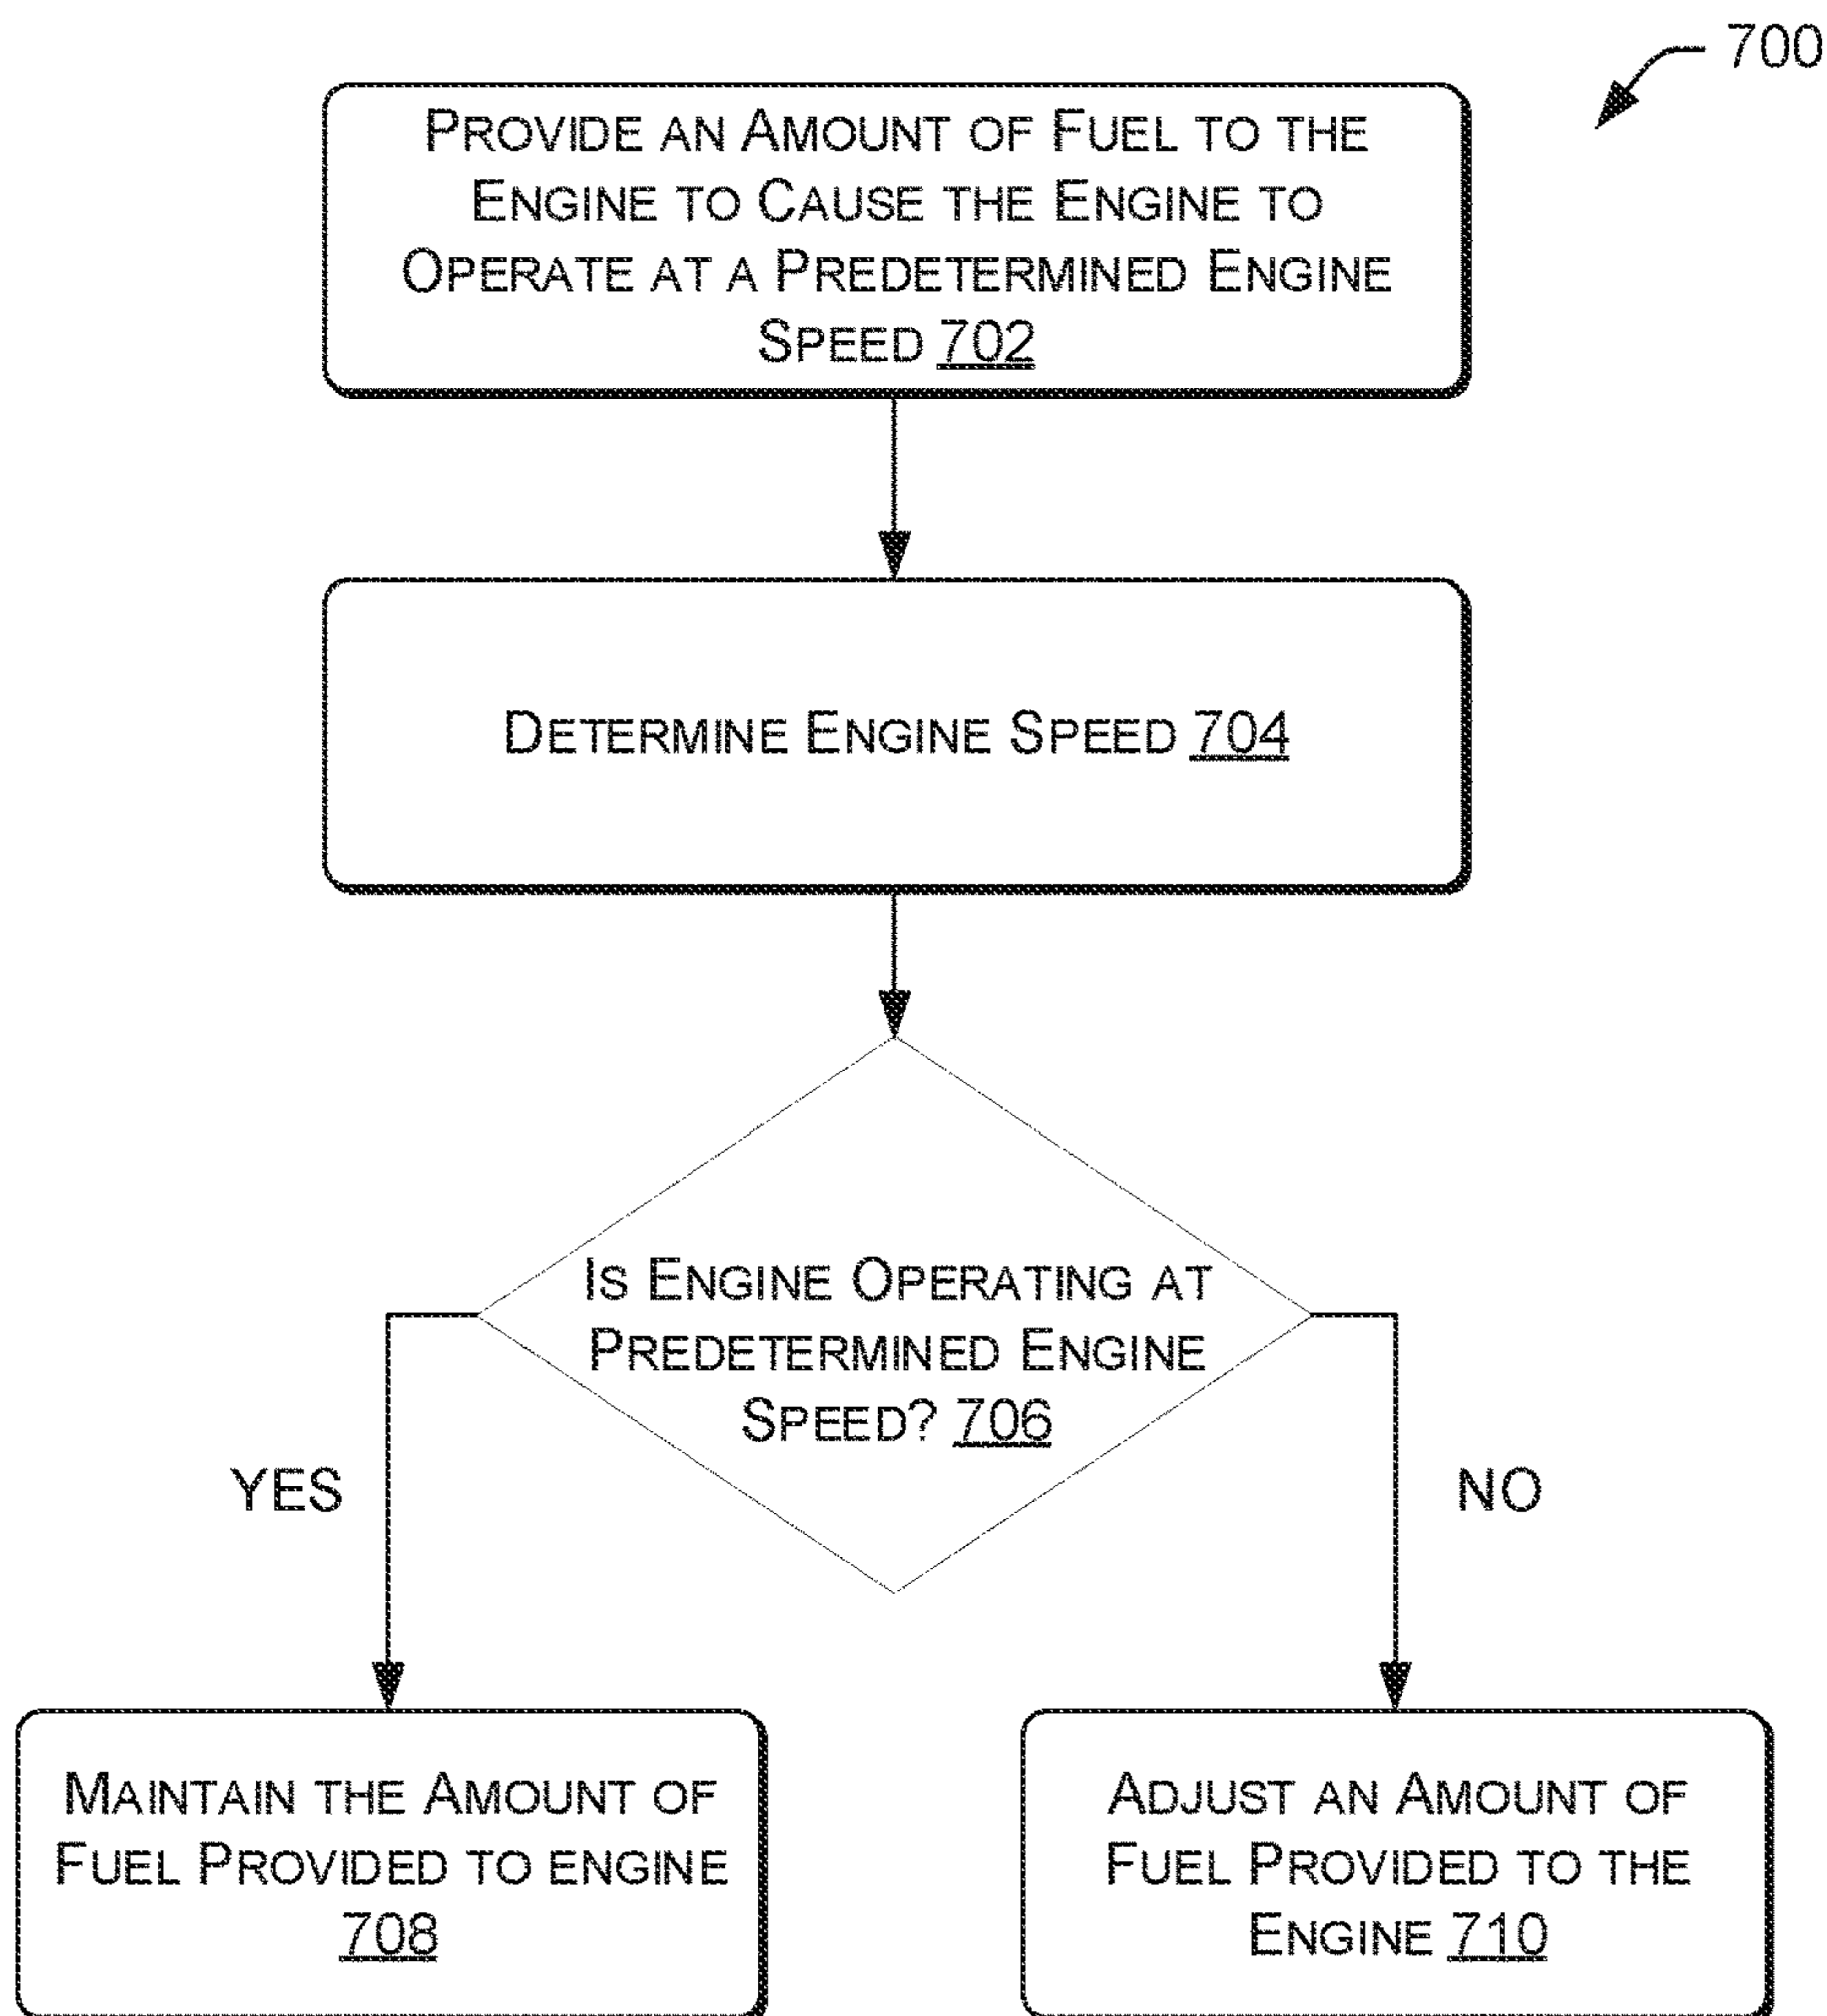 700
PROVIDE AN AMOUNT OF FUEL TO THE
ENGINE TO CAUSE THE ENGINE TO
OPERATE AT A PREDETERMINED ENGINE
SPEED 702
DETERMINE ENGINE SPEED 704
IS ENGINE OPERATING AT
PREDETERMINED ENGINE
SPEED? 706
YES
NO
MAINTAIN THE AMOUNT OF
FUEL PROVIDED TO ENGINE
708
ADJUST AN AMOUNT OF
FUEL PROVIDED TO THE
ENGINE 710